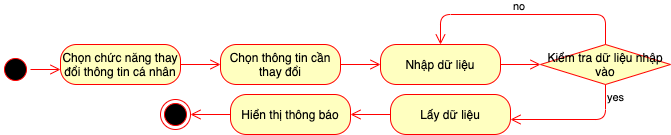 no
Chọn chức năng thay
đổi thông tin cá nhân
Chọn thông tin cần
thay đổi
Nhập dữ liệu
Kiểm tra dữ liệu nhập
vào
yes
Hiển thị thông báo
Lấy dữ liệu